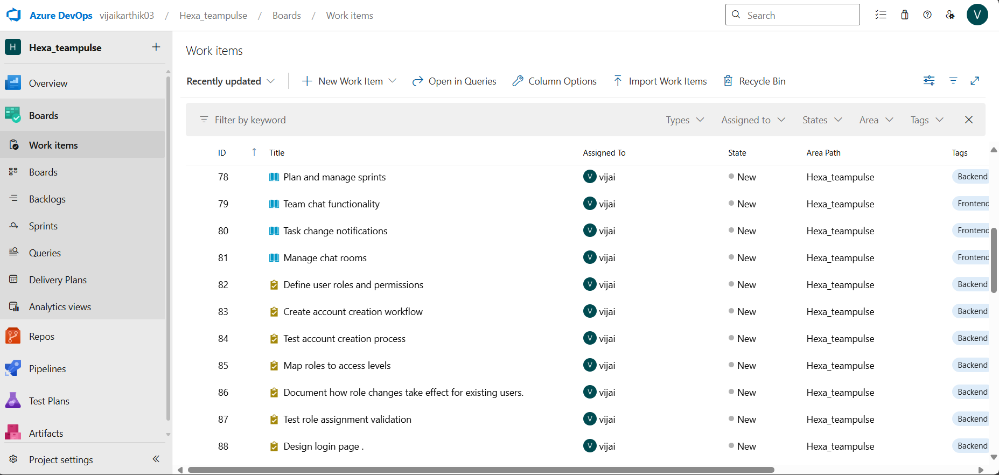 Azure DevOps vijaikarthik03 / Hexa_teampulse / Boards / Work items
Search
V
H Hexa_teampulse
Overview
Boards
Work items
Boards
Backlogs
Sprints
Queries
Delivery Plans
Analytics views
Repos
Pipelines
Test Plans
Artifacts
Project settings
Work items
Recently updated New Work Item Open in Queries Column Options Import Work Items Recycle Bin
Filter by keyword Types Assigned to States Area Tags
ID Title Assigned To State Area Path Tags
78 Plan and manage sprints V vijai New Hexa_teampulse Backend
79 Team chat functionality V vijai New Hexa_teampulse Frontend
80 Task change notifications V vijai New Hexa_teampulse Frontend
81 Manage chat rooms V vijai New Hexa_teampulse Frontend
82 Define user roles and permissions V vijai New Hexa_teampulse Backend
83 Create account creation workflow V vijai New Hexa_teampulse Backend
84 Test account creation process V vijai New Hexa_teampulse Backend
85 Map roles to access levels V vijai New Hexa_teampulse Backend
86 Document how role changes take effect for existing users. V vijai New Hexa_teampulse Backend
87 Test role assignment validation V vijai New Hexa_teampulse Backend
88 Design login page . V vijai New Hexa_teampulse Backend